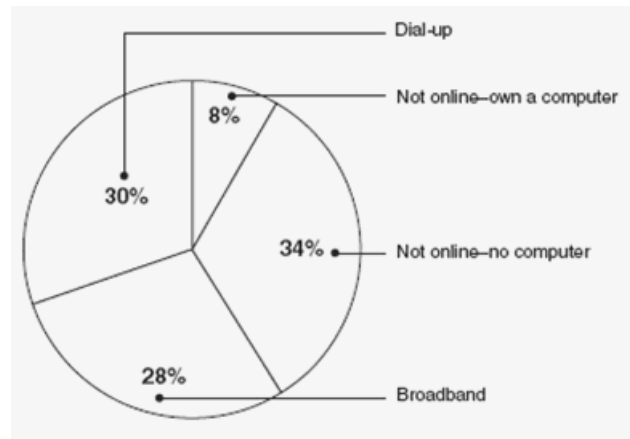 Dial-up
Not online–own a computer
8%
30%
34%
Not online–no computer
28%
Broadband